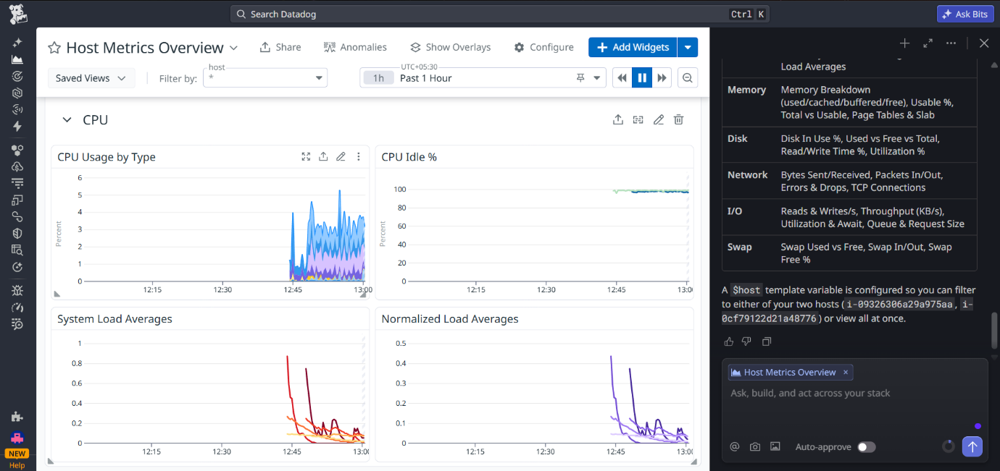 Search Datadog
Ctrl K
Ask Bits
Host Metrics Overview
Share
Anomalies
Show Overlays
Configure
Add Widgets
Saved Views
Filter by:
host
*
UTC+05:30
1h
Past 1 Hour
CPU
CPU Usage by Type
6
5
4
3
2
1
0
Percent
12:15
12:30
12:45
13:00
CPU Idle %
100
80
60
40
20
0
Percent
12:15
12:30
12:45
13:00
System Load Averages
1
0.8
0.6
0.4
0.2
0
12:15
12:30
12:45
13:00
Normalized Load Averages
0.5
0.4
0.3
0.2
0.1
0
12:15
12:30
12:45
13:00
NEW
Help
Load Averages
Memory
Memory Breakdown
(used/cached/buffered/free), Usable %,
Total vs Usable, Page Tables & Slab
Disk
Disk In Use %, Used vs Free vs Total,
Read/Write Time %, Utilization %
Network
Bytes Sent/Received, Packets In/Out,
Errors & Drops, TCP Connections
I/O
Reads & Writes/s, Throughput (KB/s),
Utilization & Await, Queue & Request Size
Swap
Swap Used vs Free, Swap In/Out, Swap
Free %
A $host template variable is configured so you can filter
to either of your two hosts (i-09326306a29a975aa, i-
0cf79122d21a48776) or view all at once.
Host Metrics Overview ×
Ask, build, and act across your stack
@
Auto-approve